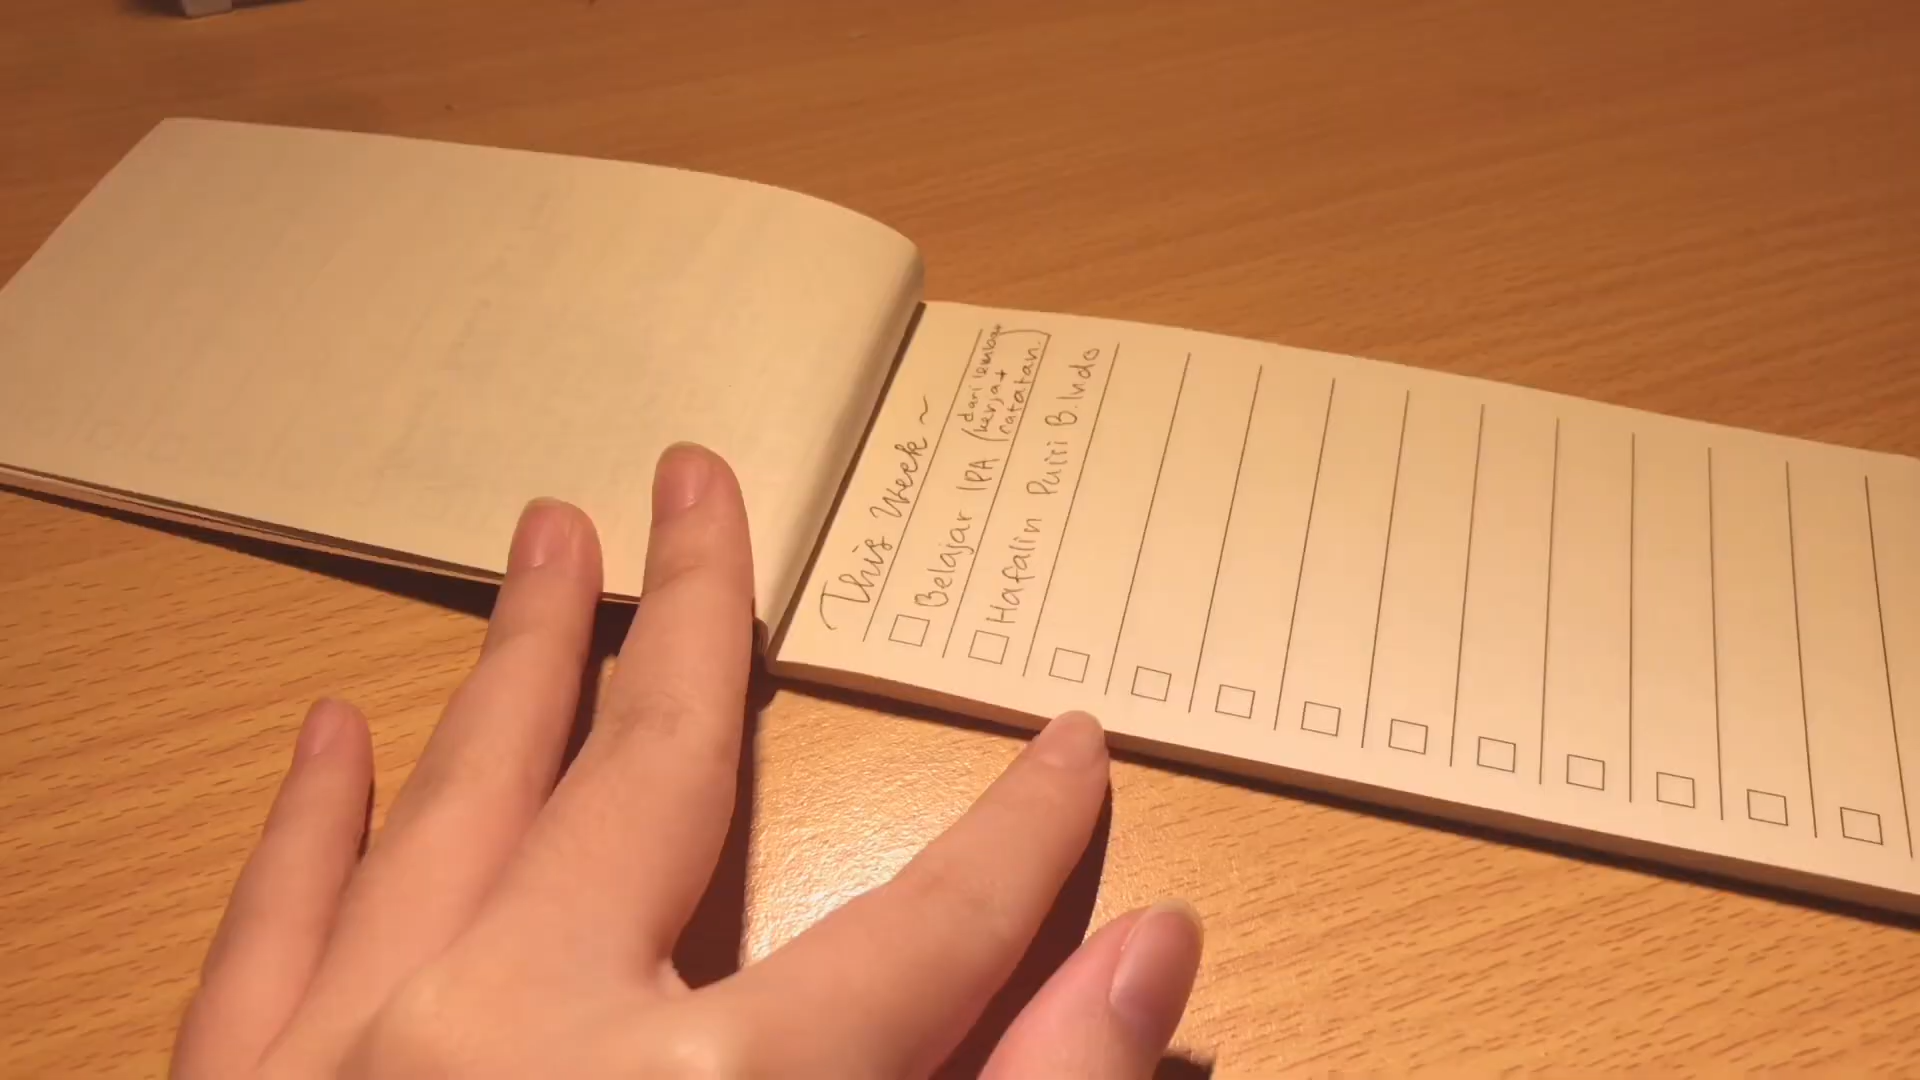 This Week ~
Belajar IPA (dari lembar kerja + catatan)
Hafalin Puisi B. Indo